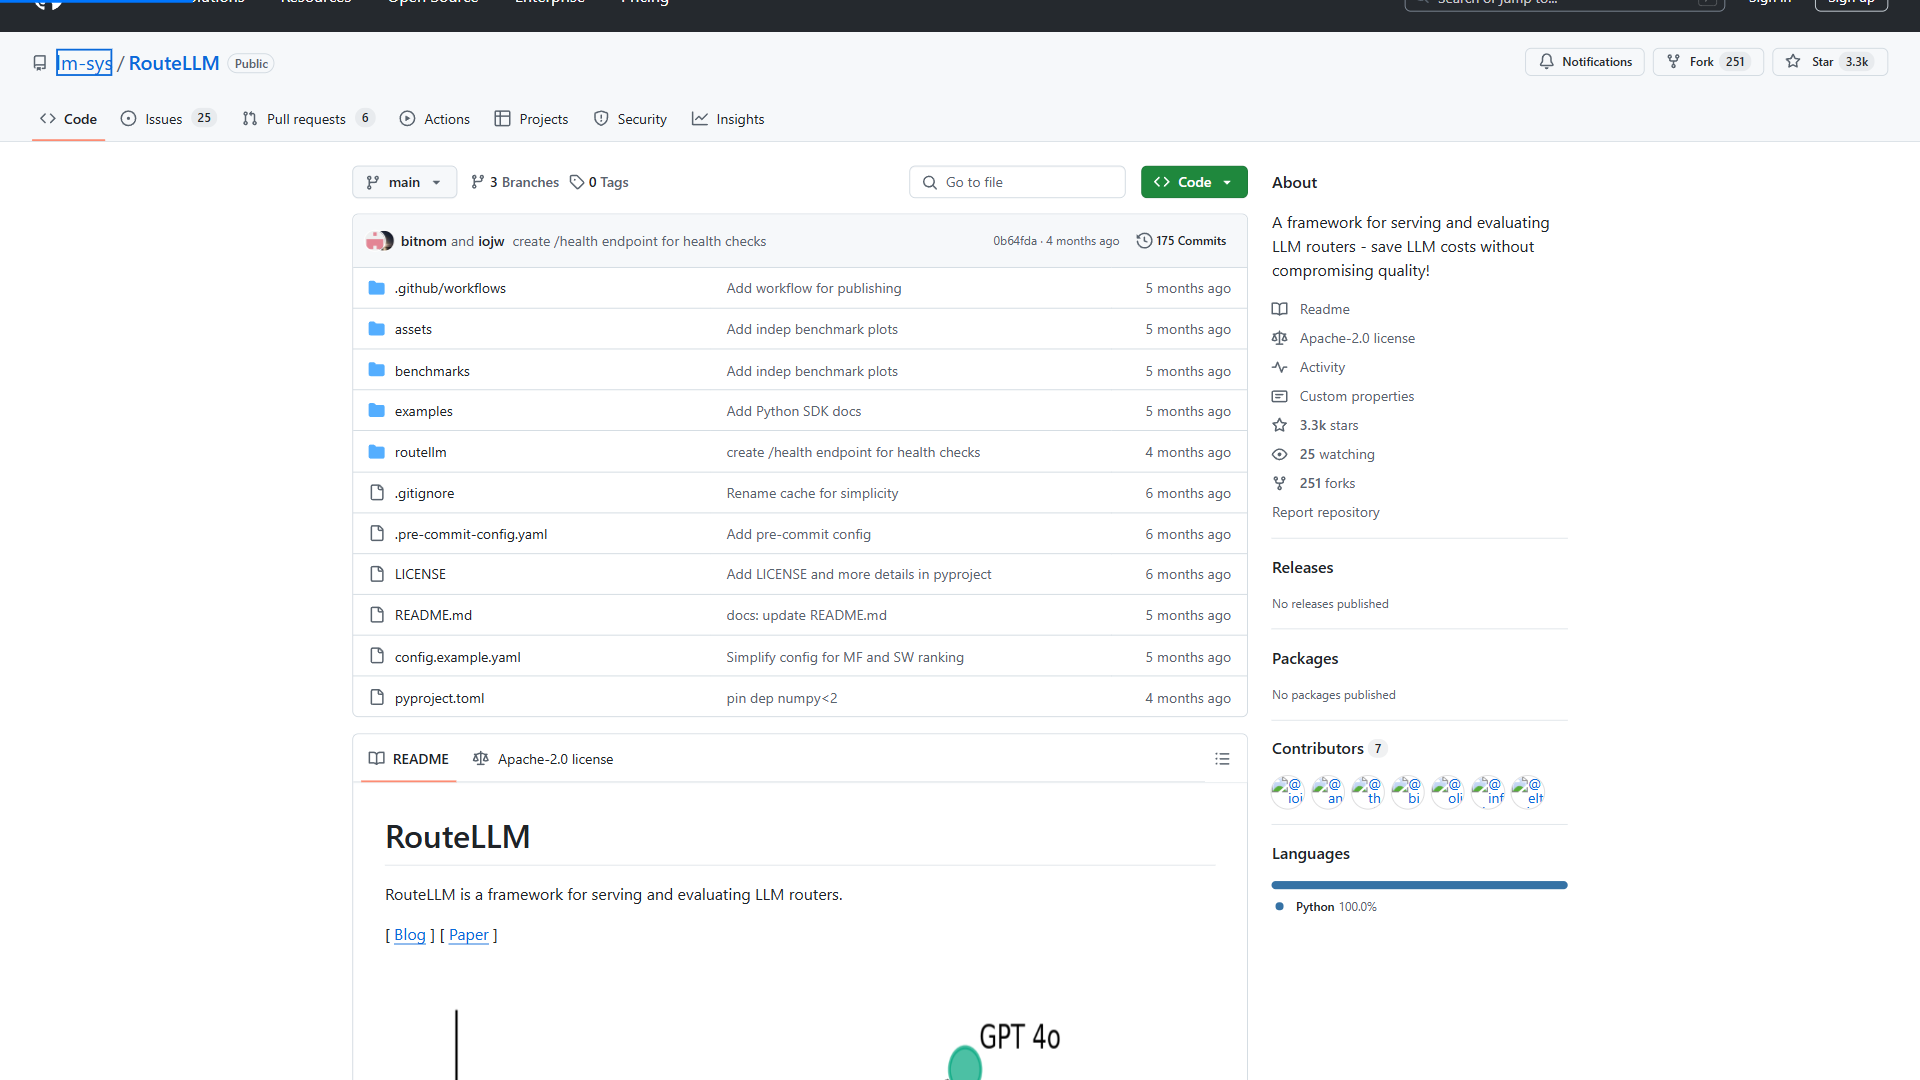 Resources Open Source Enterprise Pricing Search or jump to... Sign in Sign up
lm-sys / RouteLLM Public
Notifications Fork 251 Star 3.3k
Code Issues 25 Pull requests 6 Actions Projects Security Insights
main 3 Branches 0 Tags Go to file Code
bitnom and iojw create /health endpoint for health checks 0b64fda · 4 months ago 175 Commits
.github/workflows Add workflow for publishing 5 months ago
assets Add indep benchmark plots 5 months ago
benchmarks Add indep benchmark plots 5 months ago
examples Add Python SDK docs 5 months ago
routellm create /health endpoint for health checks 4 months ago
.gitignore Rename cache for simplicity 6 months ago
.pre-commit-config.yaml Add pre-commit config 6 months ago
LICENSE Add LICENSE and more details in pyproject 6 months ago
README.md docs: update README.md 5 months ago
config.example.yaml Simplify config for MF and SW ranking 5 months ago
pyproject.toml pin dep numpy<2 4 months ago
README Apache-2.0 license
RouteLLM
RouteLLM is a framework for serving and evaluating LLM routers.
[ Blog ] [ Paper ]
GPT 4o
About
A framework for serving and evaluating
LLM routers - save LLM costs without
compromising quality!
Readme
Apache-2.0 license
Activity
Custom properties
3.3k stars
25 watching
251 forks
Report repository
Releases
No releases published
Packages
No packages published
Contributors 7
@ @ @ @ @ @ @
ioj an th bi oli inf elt
Languages
Python 100.0%